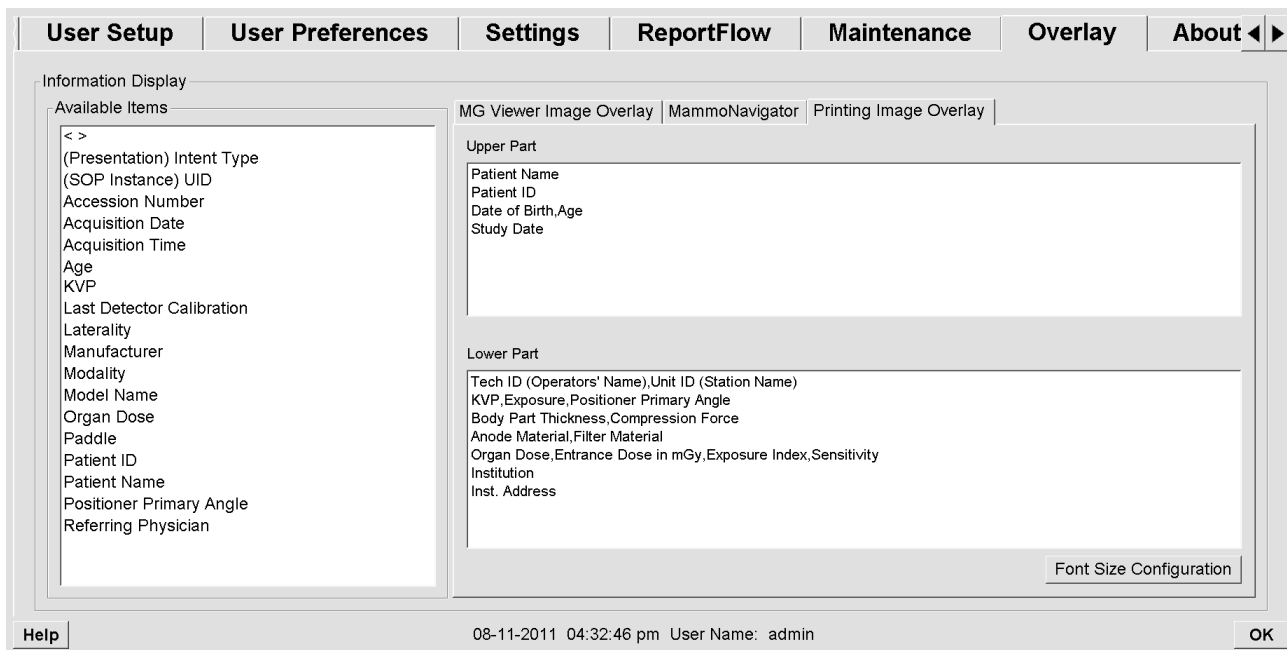 User Setup User Preferences Settings ReportFlow Maintenance Overlay About
Information Display
Available Items
< >
(Presentation) Intent Type
(SOP Instance) UID
Accession Number
Acquisition Date
Acquisition Time
Age
KVP
Last Detector Calibration
Laterality
Manufacturer
Modality
Model Name
Organ Dose
Paddle
Patient ID
Patient Name
Positioner Primary Angle
Referring Physician
MG Viewer Image Overlay MammoNavigator Printing Image Overlay
Upper Part
Patient Name
Patient ID
Date of Birth,Age
Study Date
Lower Part
Tech ID (Operators' Name),Unit ID (Station Name)
KVP,Exposure,Positioner Primary Angle
Body Part Thickness,Compression Force
Anode Material,Filter Material
Organ Dose,Entrance Dose in mGy,Exposure Index,Sensitivity
Institution
Inst. Address
Font Size Configuration
Help 08-11-2011 04:32:46 pm User Name: admin OK